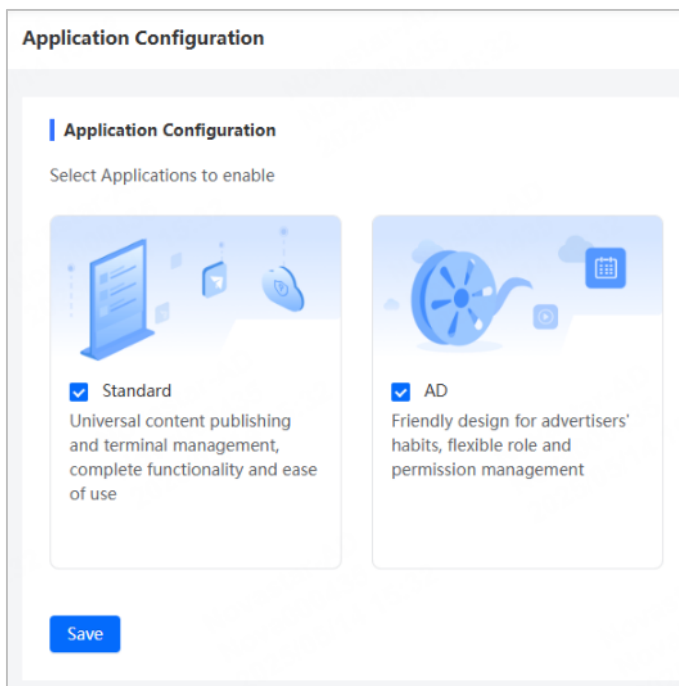 Application Configuration
Application Configuration
Select Applications to enable
Standard
Universal content publishing
and terminal management,
complete functionality and ease
of use
AD
Friendly design for advertisers'
habits, flexible role and
permission management
Save